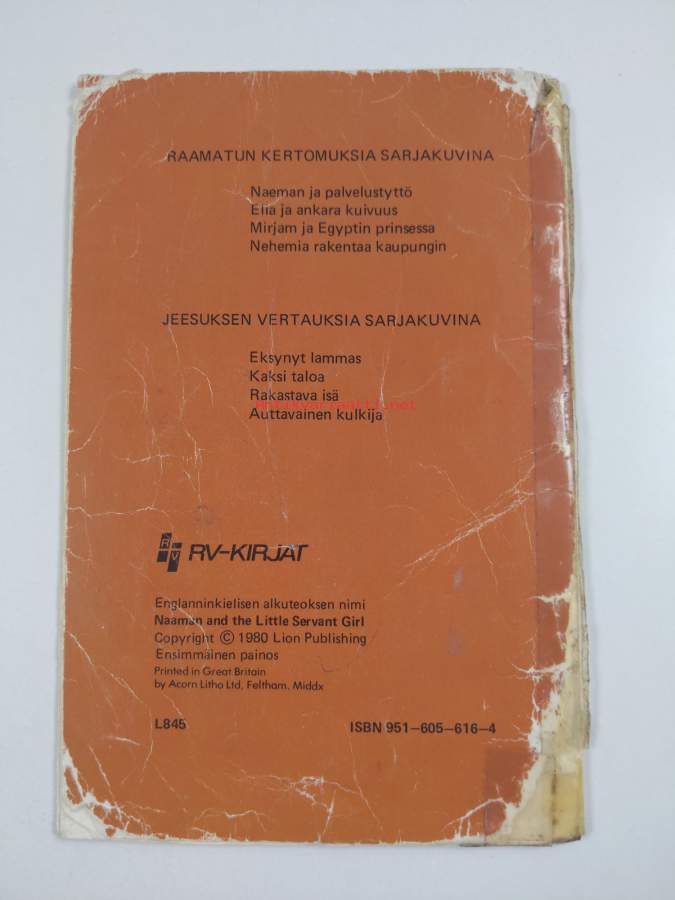 RAAMATUN KERTOMUKSIA SARJAKUVINA
Naeman ja palvelustyttö
Elia ja ankara kuivuus
Mirjam ja Egyptin prinsessa
Nehemia rakentaa kaupungin
JEESUKSEN VERTAUKSIA SARJAKUVINA
Eksynyt lammas
Kaksi taloa
Rakastava isä
Auttavainen kulkija
RV RV-KIRJAT
Englanninkielisen alkuteoksen nimi
Naaman and the Little Servant Girl
Copyright © 1980 Lion Publishing
Ensimmäinen painos
Printed in Great Britain
by Acorn Litho Ltd, Feltham, Middx
L845 ISBN 951–605–616–4